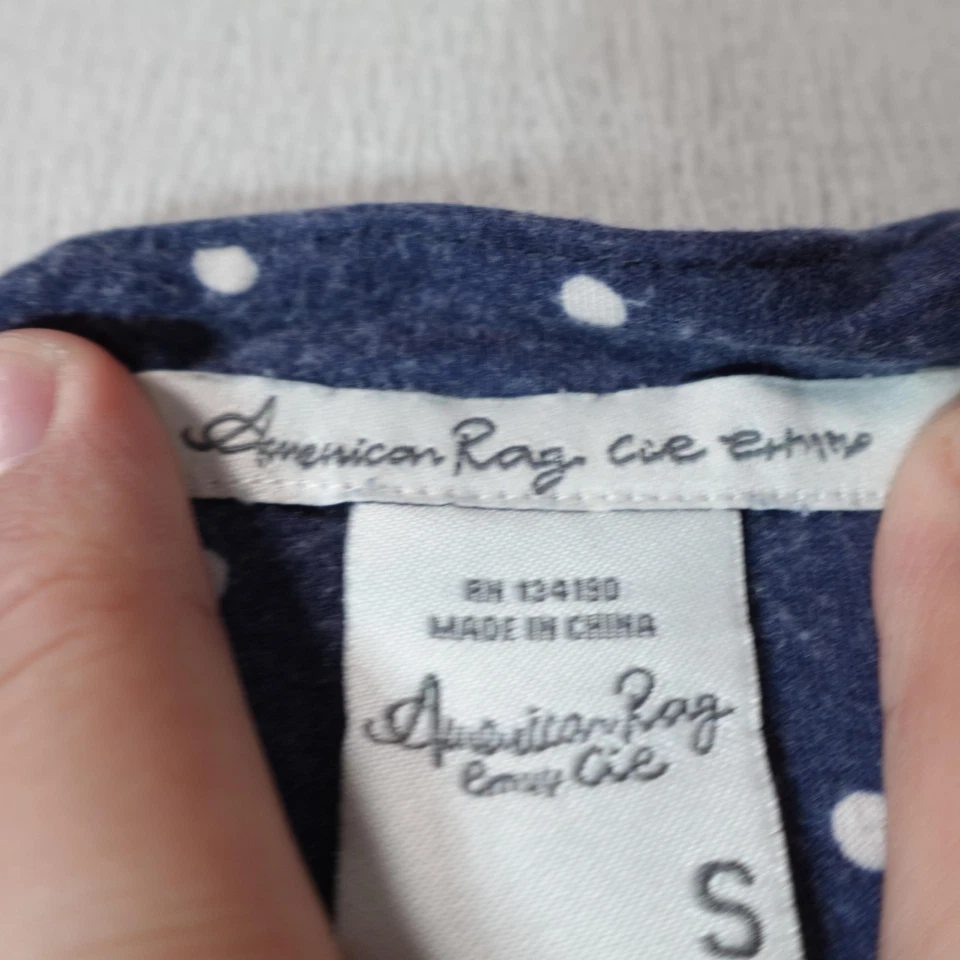 American Rag Cie
RN 134190
MADE IN CHINA
American Rag
Cie
S